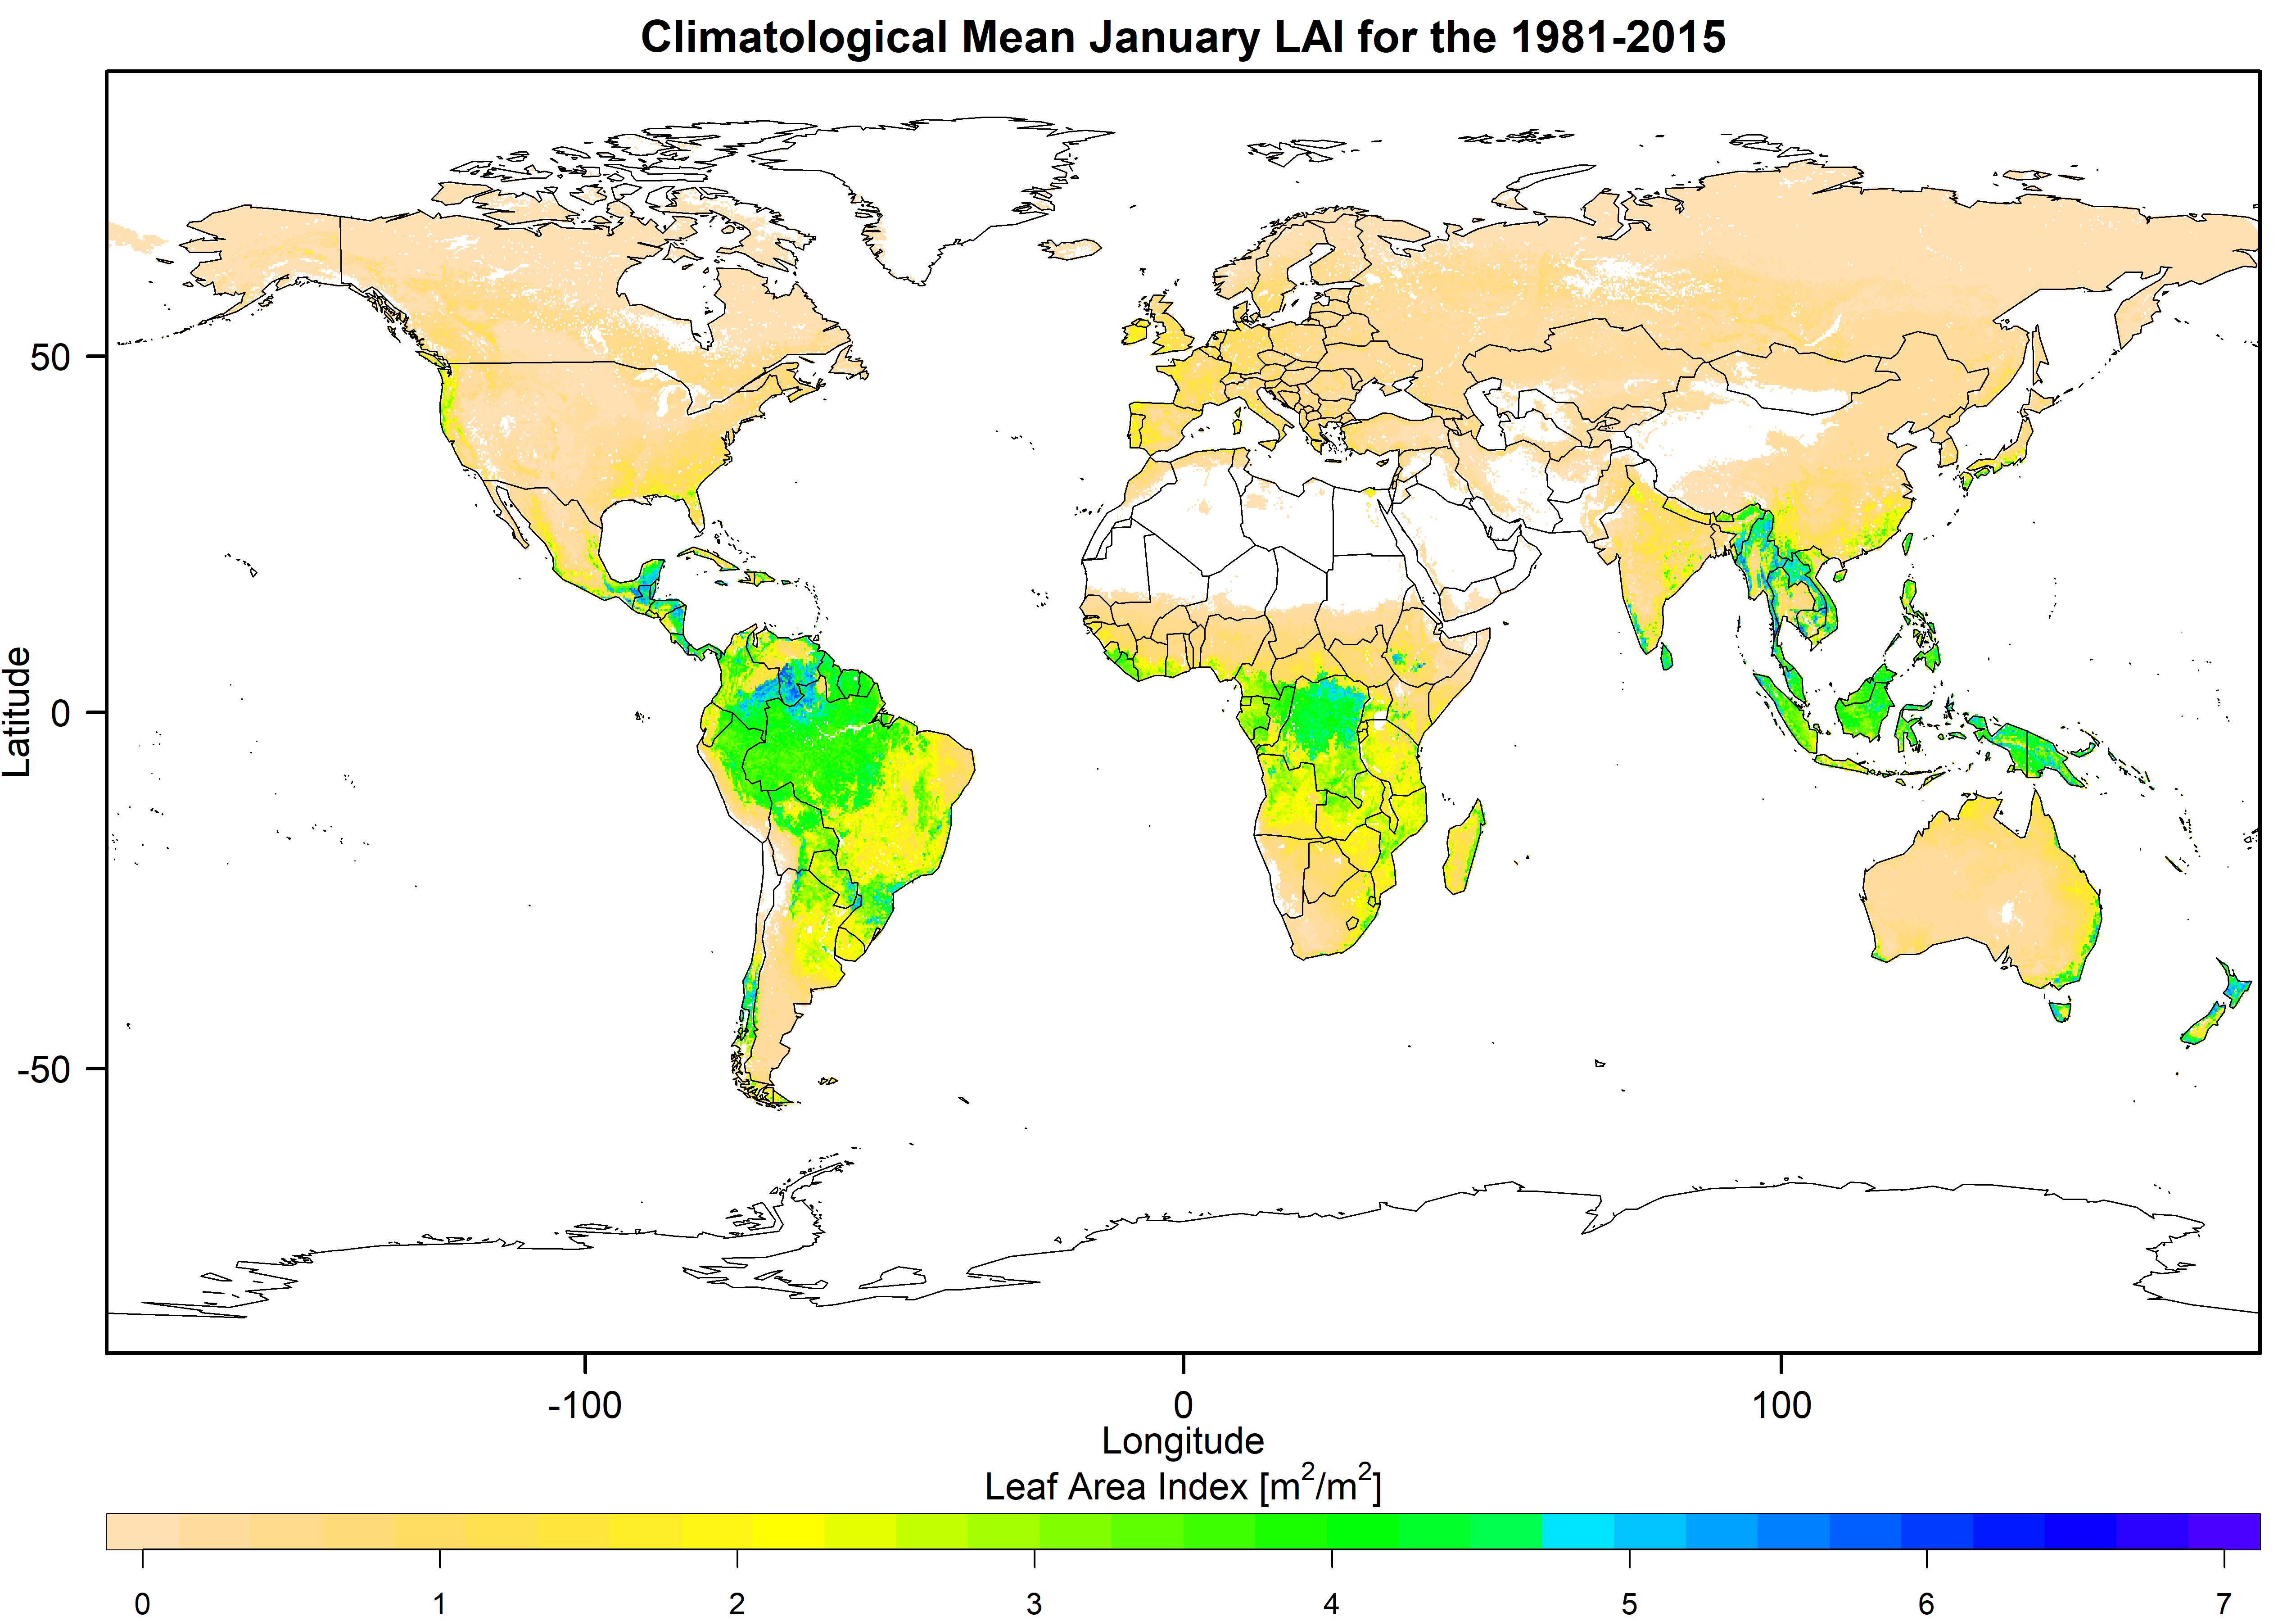 Climatological Mean January LAI for the 1981-2015
50
0
-50
Latitude
-100 0 100
Longitude
Leaf Area Index [m²/m²]
0 1 2 3 4 5 6 7